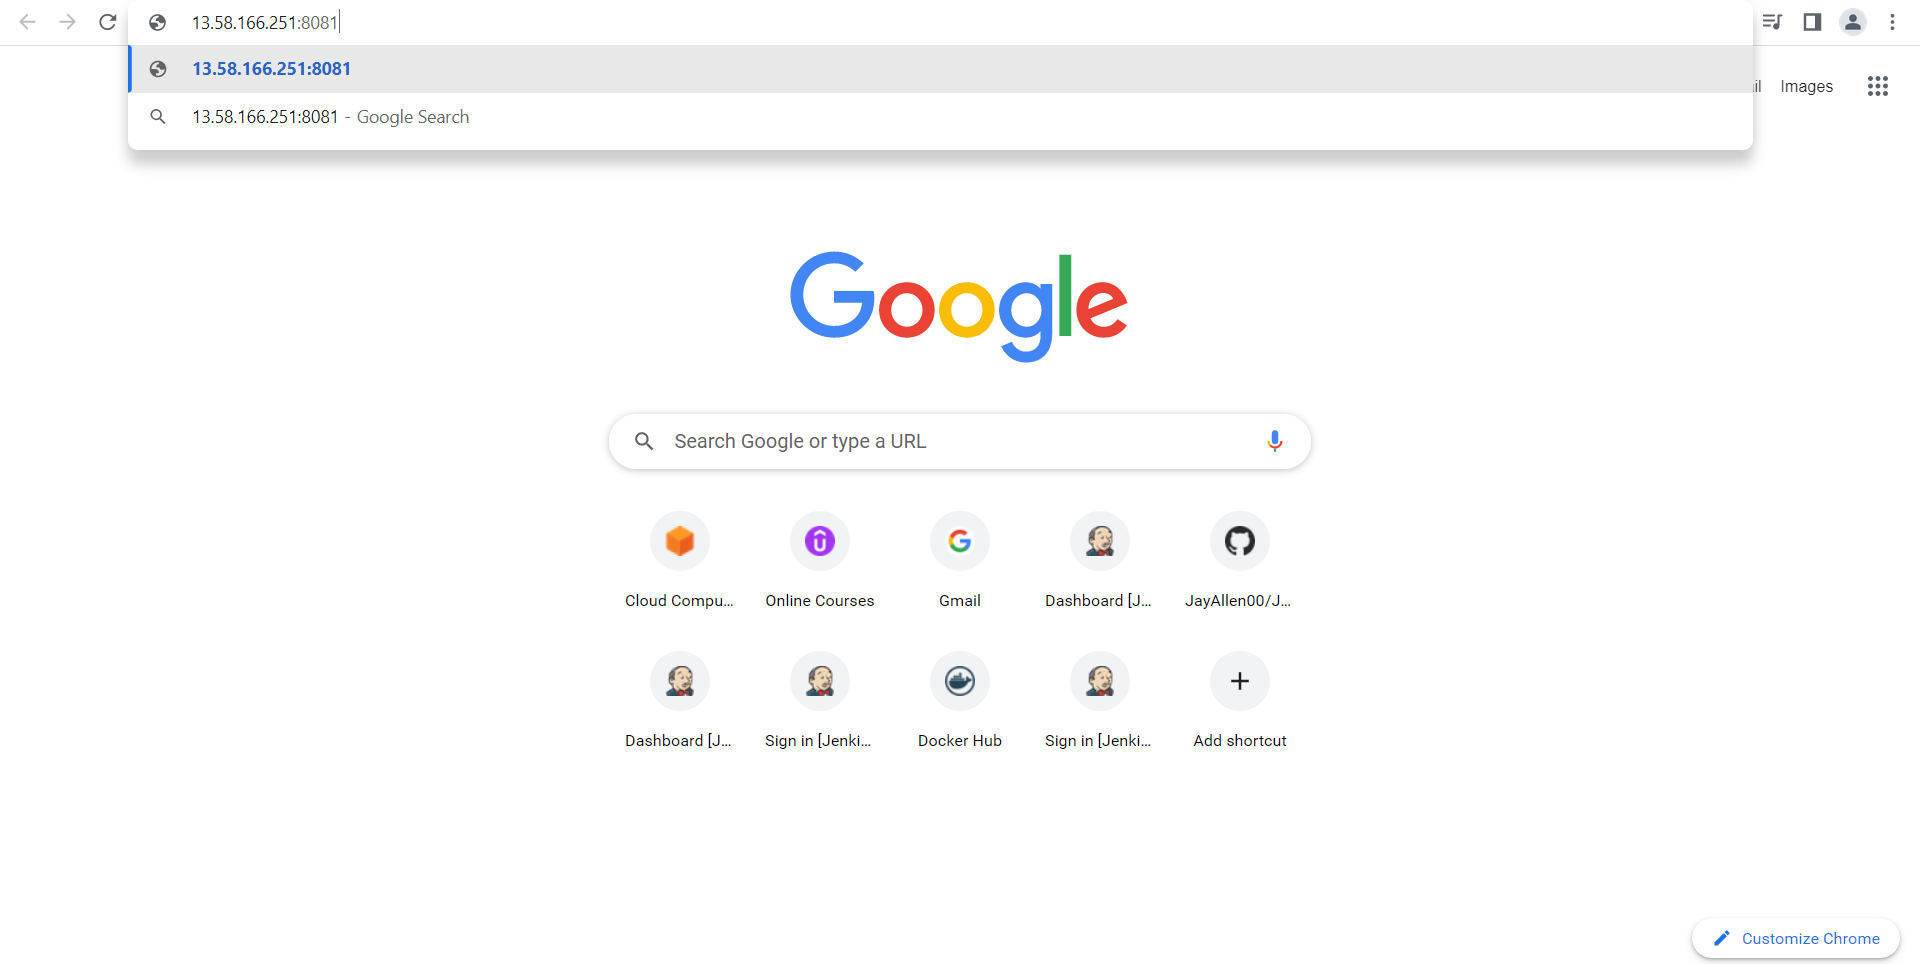 13.58.166.251:8081
13.58.166.251:8081
13.58.166.251:8081 - Google Search
il Images
Google
Search Google or type a URL
Cloud Compu... Online Courses Gmail Dashboard [J... JayAllen00/J...
Dashboard [J... Sign in [Jenki... Docker Hub Sign in [Jenki... Add shortcut
Customize Chrome